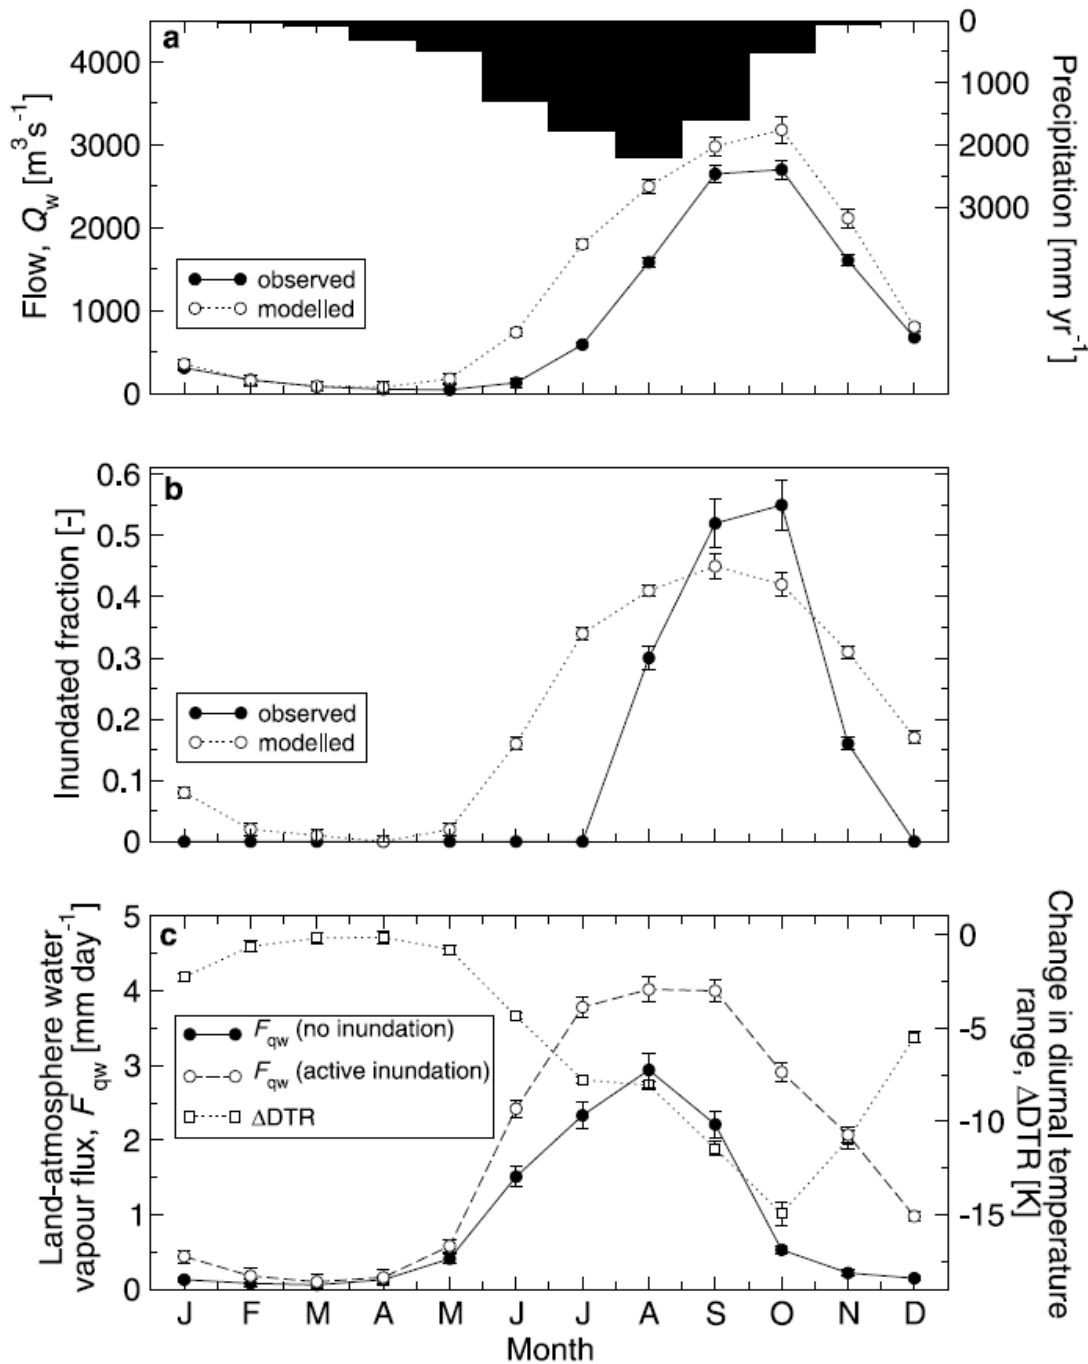 a
4000
3000
2000
1000
0
Flow, Qw [m³s⁻¹]
observed
modelled
0
1000
2000
3000
Precipitation [mm yr⁻¹]
b
0.6
0.5
0.4
0.3
0.2
0.1
0
Inundated fraction [-]
observed
modelled
c
5
4
3
2
1
0
Land-atmosphere water
vapour flux, Fqw [mm day⁻¹]
Fqw (no inundation)
Fqw (active inundation)
ΔDTR
0
-5
-10
-15
Change in diurnal temperature
range, ΔDTR [K]
J F M A M J J A S O N D
Month